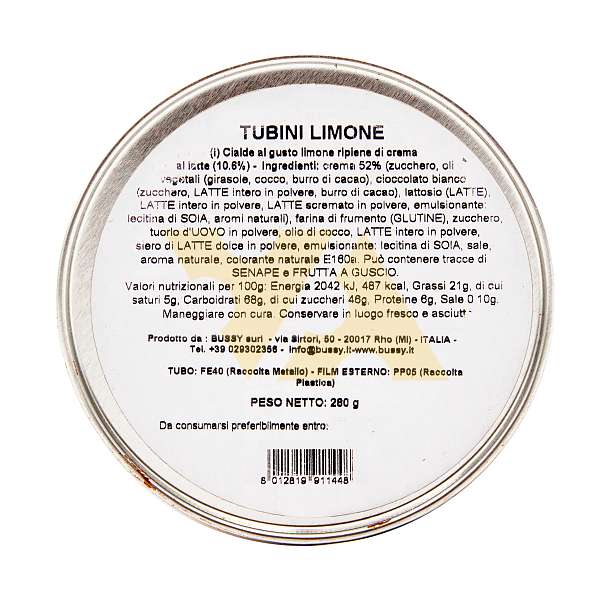 TUBINI LIMONE
(i) Cialde al gusto limone ripiene di crema
al latte (10.6%) - Ingredienti: crema 52% (zucchero, oli
vegetali (girasole, cocco, burro di cacao), cioccolato bianco
(zucchero, LATTE intero in polvere, burro di cacao), lattosio (LATTE),
LATTE intero in polvere, LATTE scremato in polvere, emulsionante:
lecitina di SOIA, aromi naturali), farina di frumento (GLUTINE), zucchero,
tuorlo d'UOVO in polvere, olio di cocco, LATTE intero in polvere,
siero di LATTE dolce in polvere, emulsionante: lecitina di SOIA, sale,
aroma naturale, colorante naturale E160a. Può contenere tracce di
SENAPE e FRUTTA A GUSCIO.
Valori nutrizionali per 100g: Energia 2042 kJ, 487 kcal, Grassi 21g, di cui
saturi 5g, Carboidrati 68g, di cui zuccheri 46g, Proteine 6g, Sale 0 10g.
Maneggiare con cura. Conservare in luogo fresco e asciutt
Prodotto da : BUSSY surl - via Sirtori, 50 - 20017 Rho (MI) - ITALIA -
Tel. +39 029302356 - info@bussy.it-www.bussy.it
TUBO: FE40 (Raccolta Metallo) - FILM ESTERNO: PP05 (Raccolta
Plastica)
PESO NETTO: 280 g
Da consumarsi preferibilmente entro:
8 012819 911448